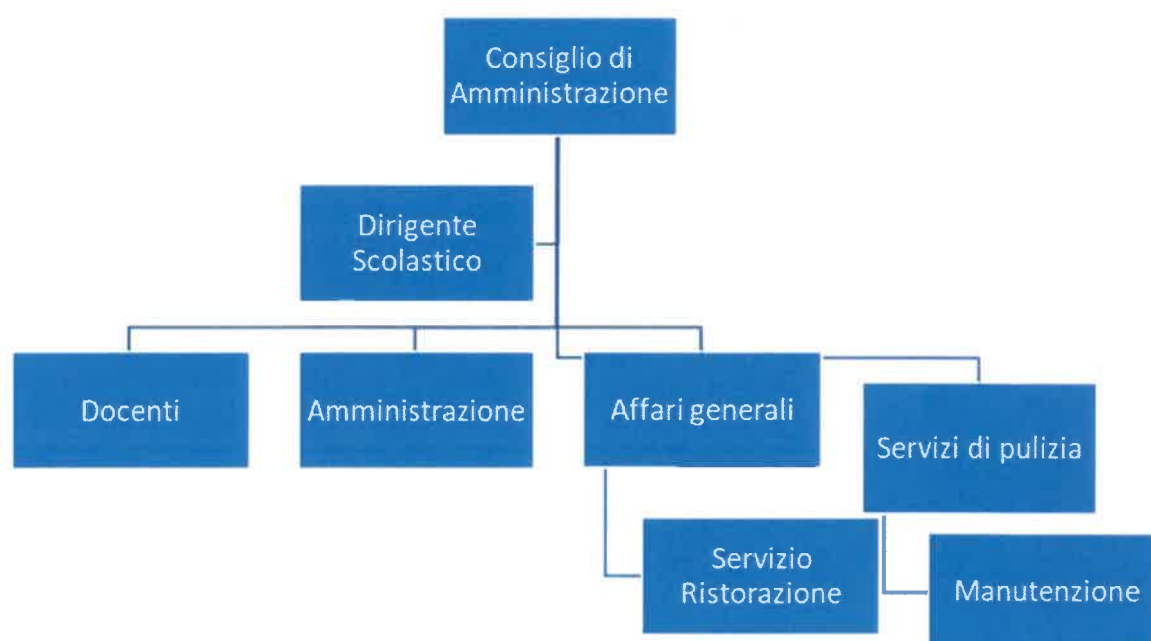 Consiglio di
Amministrazione
Dirigente
Scolastico
Docenti
Amministrazione
Affari generali
Servizi di pulizia
Servizio
Ristorazione
Manutenzione